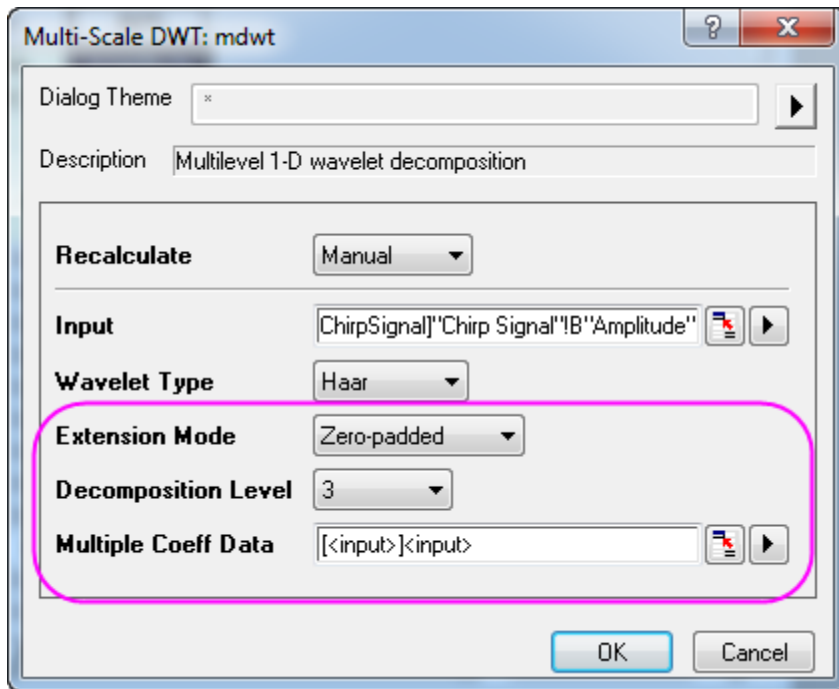 Multi-Scale DWT: mdwt ? X
Dialog Theme *
Description Multilevel 1-D wavelet decomposition
Recalculate Manual
Input ChirpSignal]"Chirp Signal"!B"Amplitude"
Wavelet Type Haar
Extension Mode Zero-padded
Decomposition Level 3
Multiple Coeff Data [<input>]<input>
OK Cancel